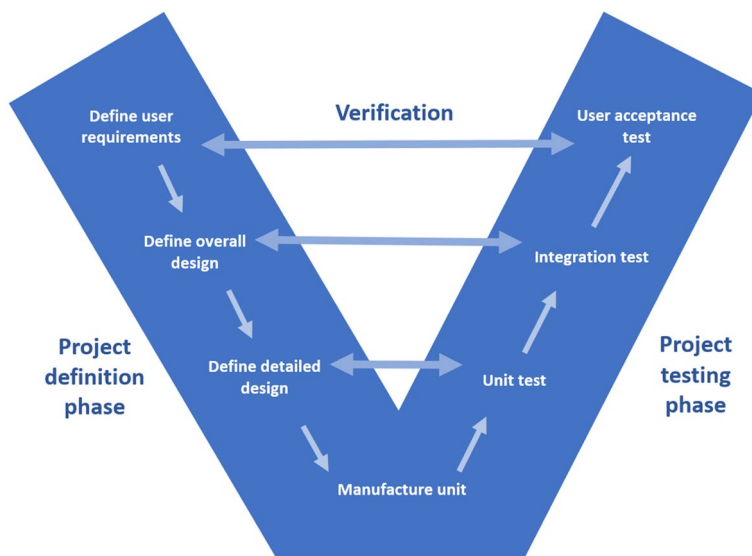 Define user
requirements
Verification
User acceptance
test
Define overall
design
Integration test
Project
definition
phase
Define detailed
design
Unit test
Project
testing
phase
Manufacture unit